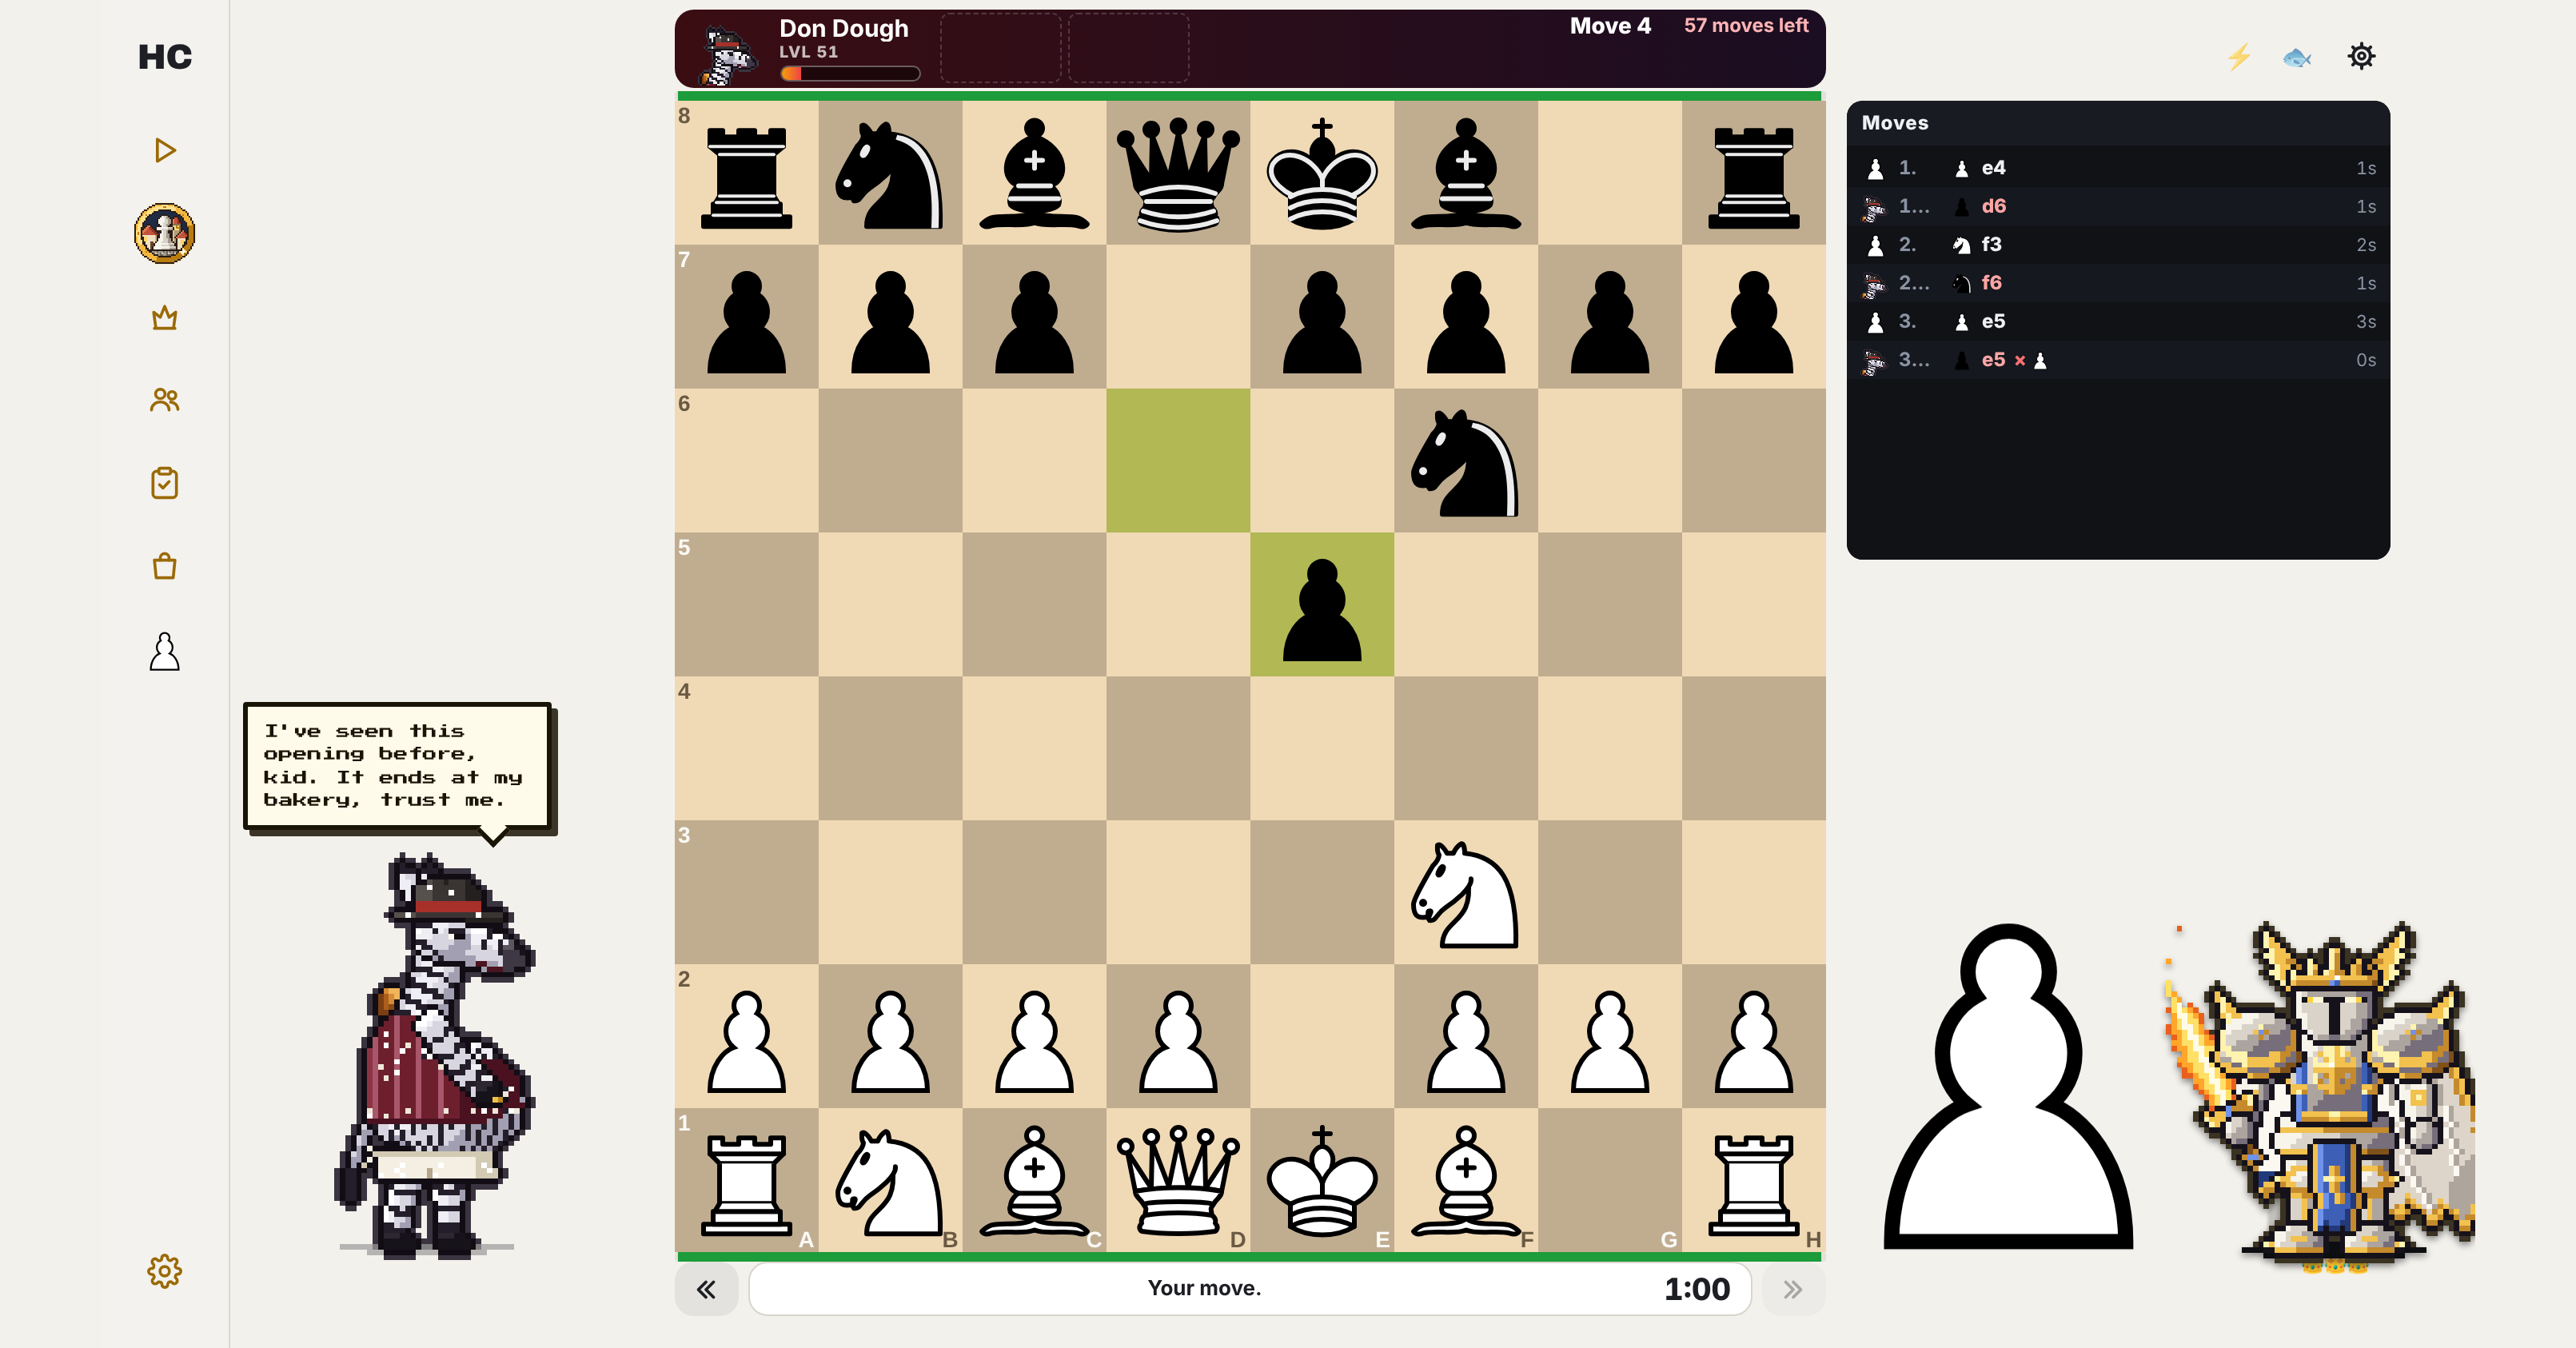 HC
Don Dough
LVL 51
Move 4
57 moves left
Moves
1. e4 1s
1... d6 1s
2. f3 2s
2... f6 1s
3. e5 3s
3... e5 × 0s
8
7
6
5
4
3
2
1
A B C D E F G H
I've seen this
opening before,
kid. It ends at my
bakery, trust me.
Your move.
1:00